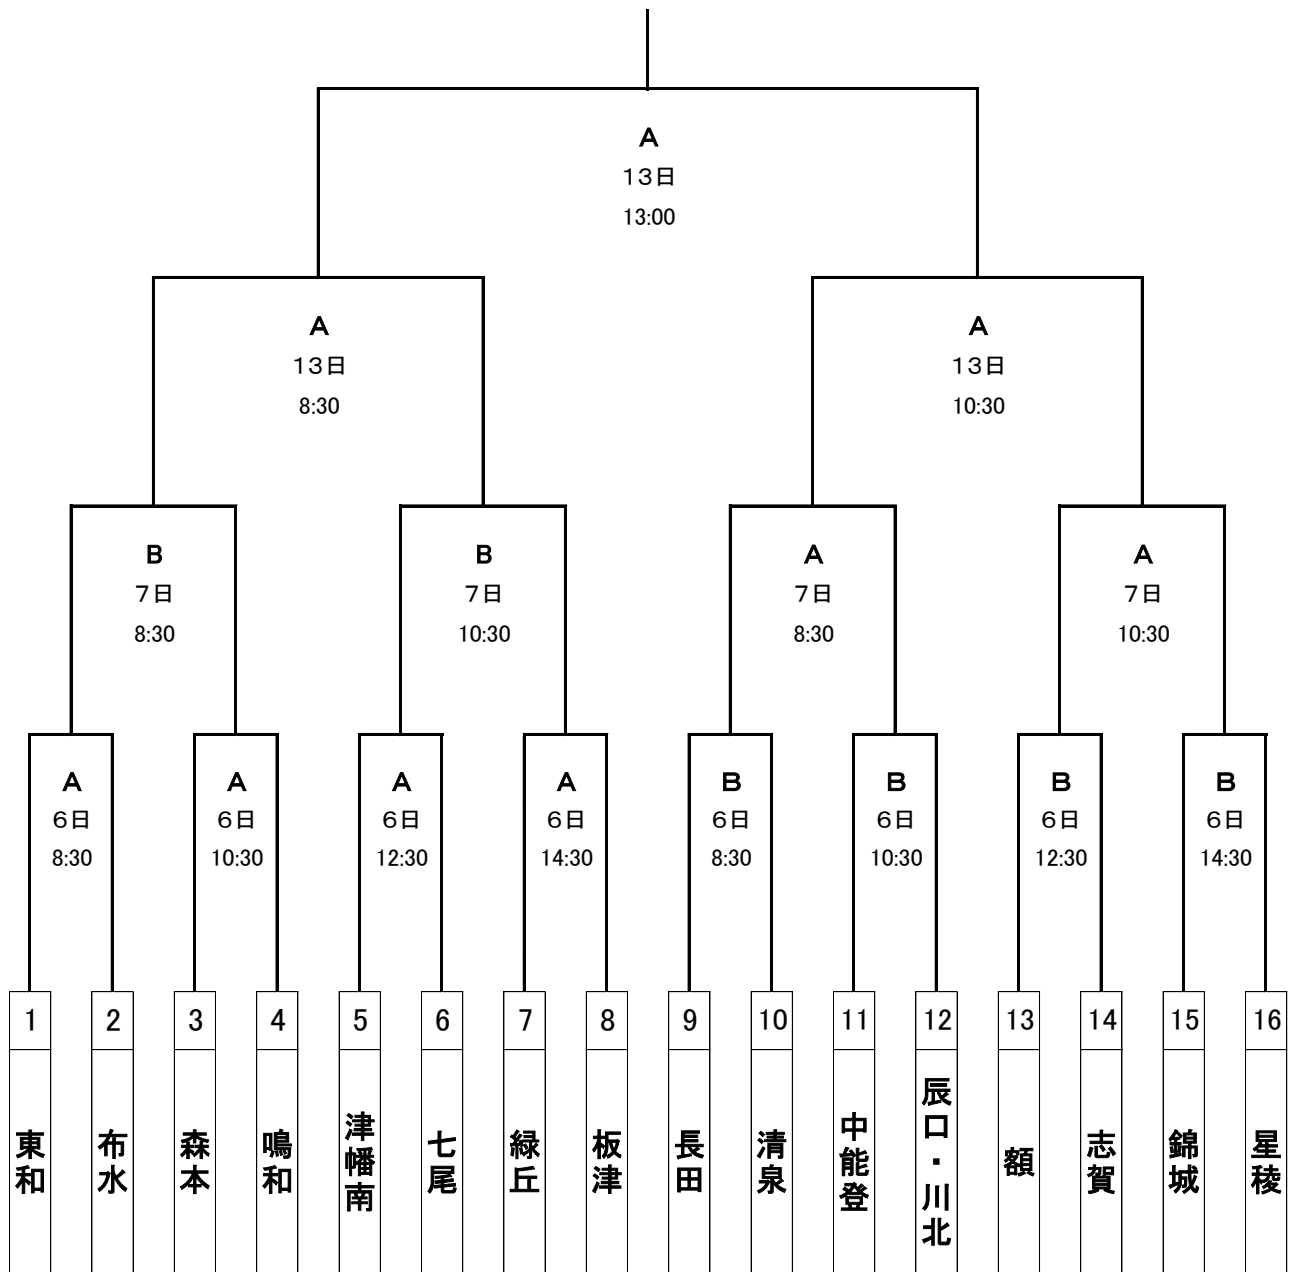 A
１３日
13:00
A
１３日
8:30
A
１３日
10:30
B
７日
8:30
B
７日
10:30
A
７日
8:30
A
７日
10:30
A
６日
8:30
A
６日
10:30
A
６日
12:30
A
６日
14:30
B
６日
8:30
B
６日
10:30
B
６日
12:30
B
６日
14:30
1
2
3
4
5
6
7
8
9
10
11
12
13
14
15
16
東和
布水
森本
鳴和
津幡南
七尾
緑丘
板津
長田
清泉
中能登
辰口・川北
額
志賀
錦城
星稜